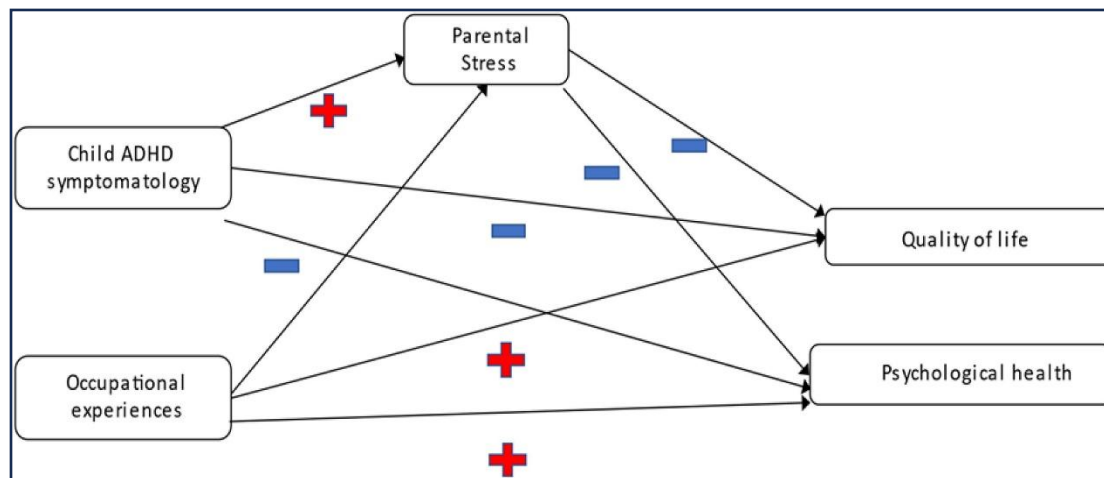 Parental
Stress
Child ADHD
symptomatology
Quality of life
Psychological health
Occupational
experiences